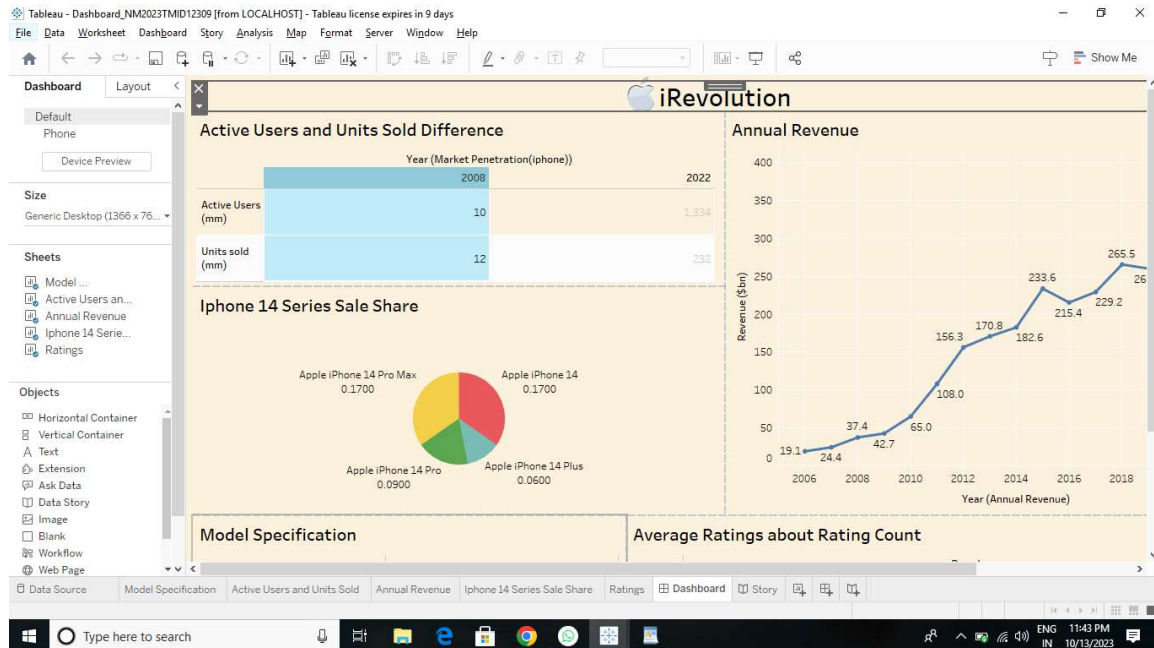 Tableau - Dashboard_NM2023TMID12309 [from LOCALHOST] - Tableau license expires in 9 days
File Data Worksheet Dashboard Story Analysis Map Format Server Window Help
Show Me
Dashboard Layout
Default
Phone
Device Preview
Size
Generic Desktop (1366 x 76...
Sheets
Model ...
Active Users an...
Annual Revenue
Iphone 14 Serie...
Ratings
Objects
Horizontal Container
Vertical Container
Text
Extension
Ask Data
Data Story
Image
Blank
Workflow
Web Page
iRevolution
Active Users and Units Sold Difference
Year (Market Penetration(iphone))
2008 2022
Active Users (mm) 10 1,334
Units sold (mm) 12 232
Iphone 14 Series Sale Share
Apple iPhone 14 Pro Max
0.1700
Apple iPhone 14
0.1700
Apple iPhone 14 Pro
0.0900
Apple iPhone 14 Plus
0.0600
Annual Revenue
Revenue ($bn)
400
350
300
250
200
150
100
50
0
19.1 24.4 37.4 42.7 65.0 108.0 156.3 170.8 182.6 233.6 215.4 229.2 265.5 26
2006 2008 2010 2012 2014 2016 2018
Year (Annual Revenue)
Model Specification
Average Ratings about Rating Count
Data Source Model Specification Active Users and Units Sold Annual Revenue Iphone 14 Series Sale Share Ratings Dashboard Story
Type here to search
ENG 11:43 PM
IN 10/13/2023